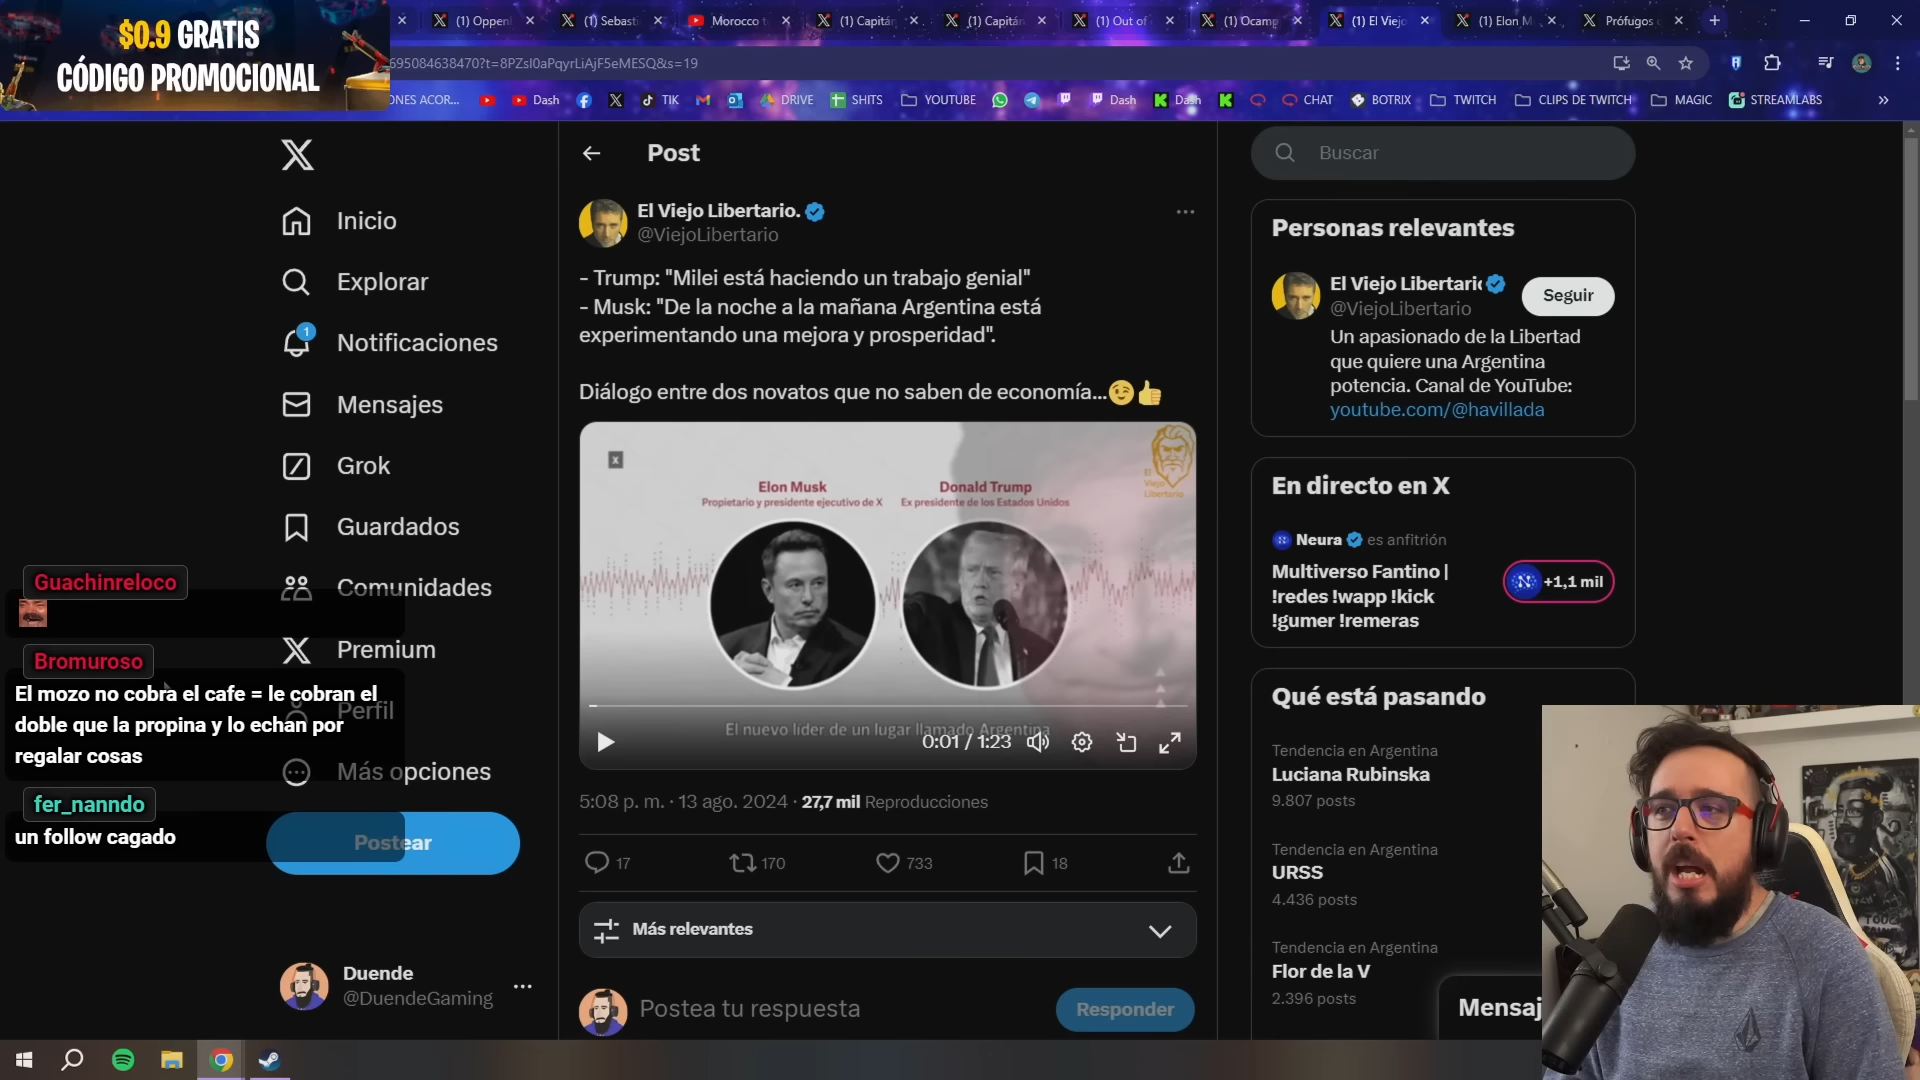 $0.9 GRATIS
CÓDIGO PROMOCIONAL
(1) Oppen
(1) Sebasti
Morocco t
(1) Capitán
(1) Capitán
(1) Out of
(1) Ocamp
(1) El Viejo
(1) Elon M
Prófugos
695084638470?t=8PZsl0aPqyrLiAjF5eMESQ&s=19
ONES ACOR...
Dash
TIK
DRIVE
SHITS
YOUTUBE
Dash
Dash
CHAT
BOTRIX
TWITCH
CLIPS DE TWITCH
MAGIC
STREAMLABS
Inicio
Explorar
1
Notificaciones
Mensajes
Grok
Guardados
Comunidades
Premium
Perfil
Más opciones
Postear
Guachinreloco
Bromuroso
El mozo no cobra el cafe = le cobran el
doble que la propina y lo echan por
regalar cosas
fer_nanndo
un follow cagado
Duende
@DuendeGaming
Post
El Viejo Libertario.
@ViejoLibertario
- Trump: "Milei está haciendo un trabajo genial"
- Musk: "De la noche a la mañana Argentina está
experimentando una mejora y prosperidad".
Diálogo entre dos novatos que no saben de economía...😉👍
X
Elon Musk
Propietario y presidente ejecutivo de X
Donald Trump
Ex presidente de los Estados Unidos
El
Viejo
Libertario
El nuevo líder de un lugar llamado Argentina
0:01 / 1:23
5:08 p. m. · 13 ago. 2024 · 27,7 mil Reproducciones
17
170
733
18
Más relevantes
Postea tu respuesta
Responder
Buscar
Personas relevantes
El Viejo Libertari
@ViejoLibertario
Seguir
Un apasionado de la Libertad
que quiere una Argentina
potencia. Canal de YouTube:
youtube.com/@havillada
En directo en X
Neura es anfitrión
Multiverso Fantino |
!redes !wapp !kick
!gumer !remeras
+1,1 mil
Qué está pasando
Tendencia en Argentina
Luciana Rubinska
9.807 posts
Tendencia en Argentina
URSS
4.436 posts
Tendencia en Argentina
Flor de la V
2.396 posts
Mensaj